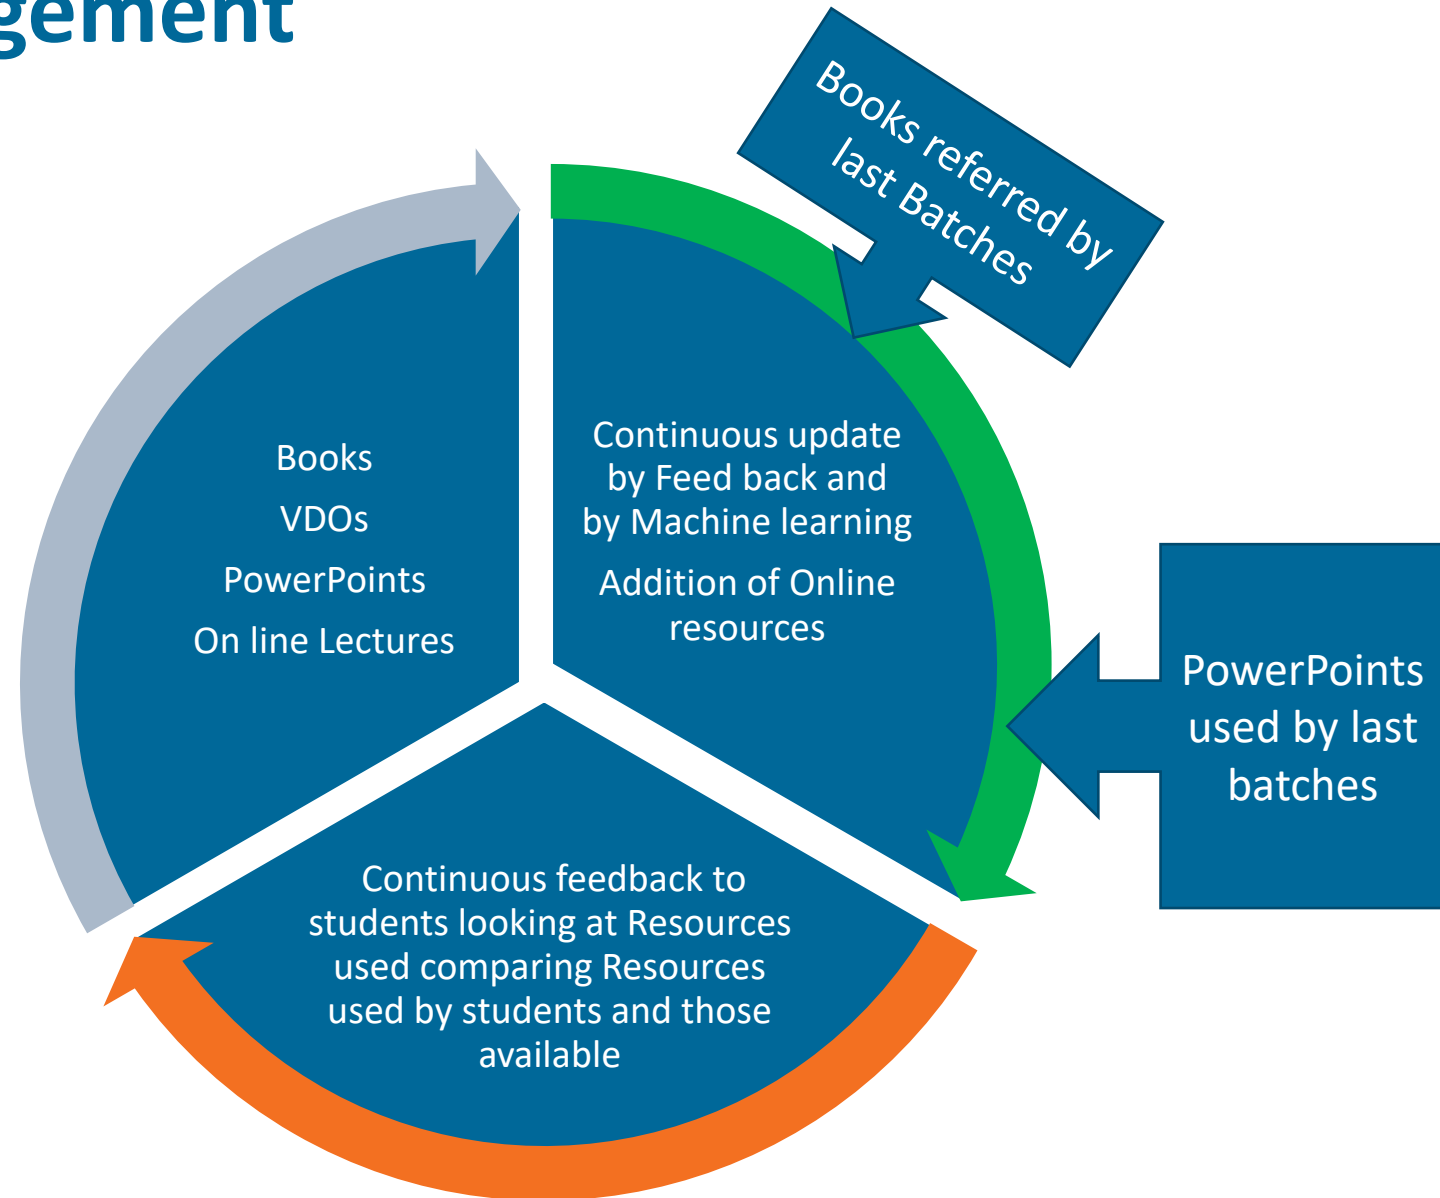 gement
Books referred by
last Batches
Books
VDOs
PowerPoints
On line Lectures
Continuous update
by Feed back and
by Machine learning
Addition of Online
resources
PowerPoints
used by last
batches
Continuous feedback to
students looking at Resources
used comparing Resources
used by students and those
available